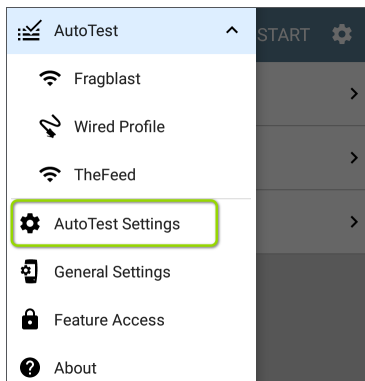 AutoTest
START
Fragblast
Wired Profile
TheFeed
AutoTest Settings
General Settings
Feature Access
About